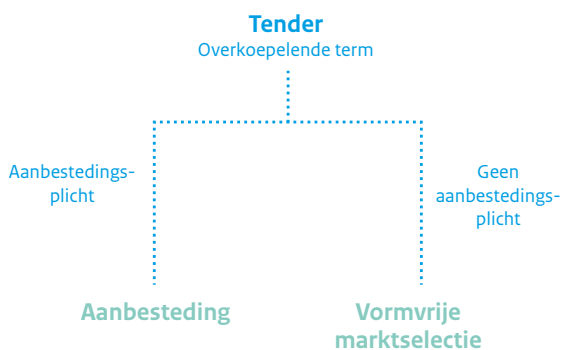 Tender
Overkoepelende term
Aanbestedings-
plicht
Geen
aanbestedings-
plicht
Aanbesteding
Vormvrije
marktselectie